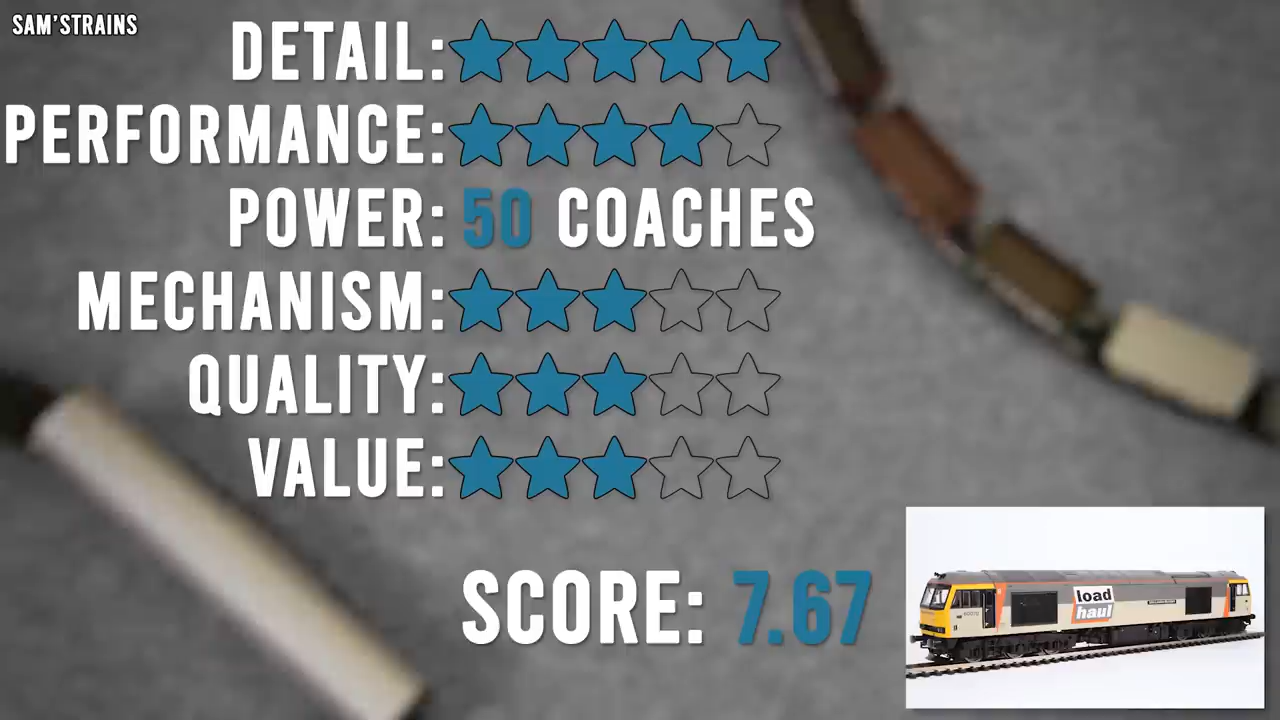 SAM'STRAINS
DETAIL:
PERFORMANCE:
POWER: 50 COACHES
MECHANISM:
QUALITY:
VALUE:
SCORE: 7.67
load
haul